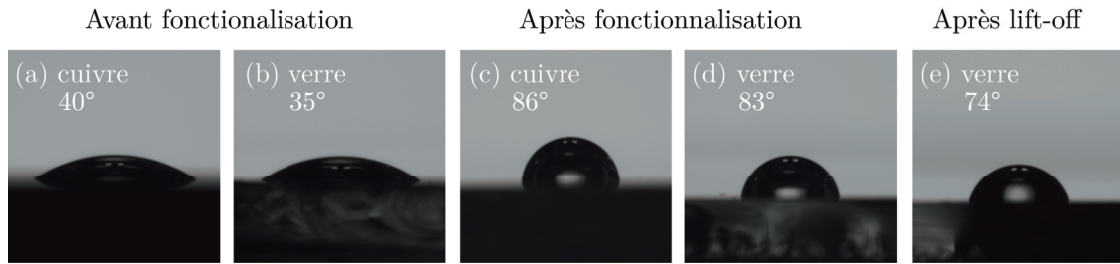 Avant fonctionalisation
Après fonctionnalisation
Après lift-off
(a) cuivre
40°
(b) verre
35°
(c) cuivre
86°
(d) verre
83°
(e) verre
74°